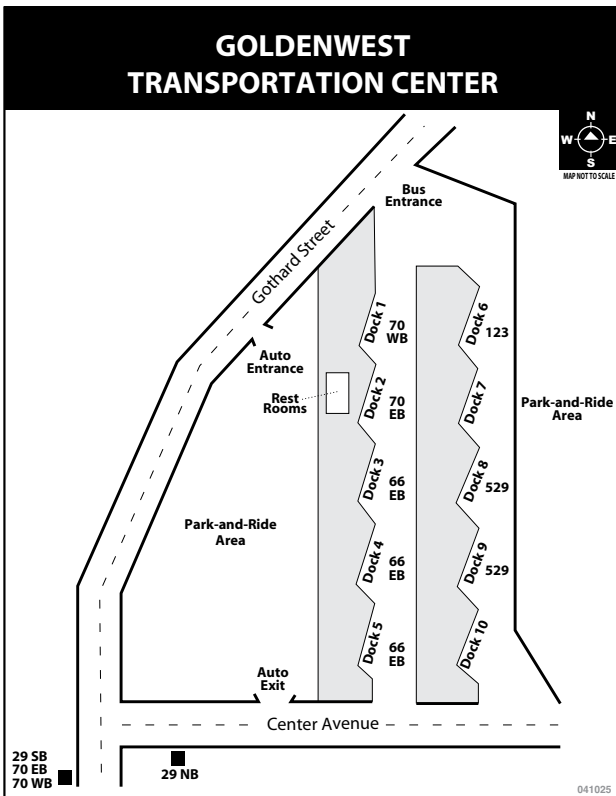 GOLDENWEST
TRANSPORTATION CENTER
N
W E
S
MAP NOT TO SCALE
Bus
Entrance
Gothard Street
Auto
Entrance
Rest
Rooms
Park-and-Ride
Area
Dock 1
70
WB
Dock 2
70
EB
Dock 3
66
EB
Dock 4
66
EB
Dock 5
66
EB
Dock 6
123
Dock 7
Dock 8
529
Dock 9
529
Dock 10
Park-and-Ride
Area
Auto
Exit
Center Avenue
29 SB
70 EB
70 WB
29 NB
041025